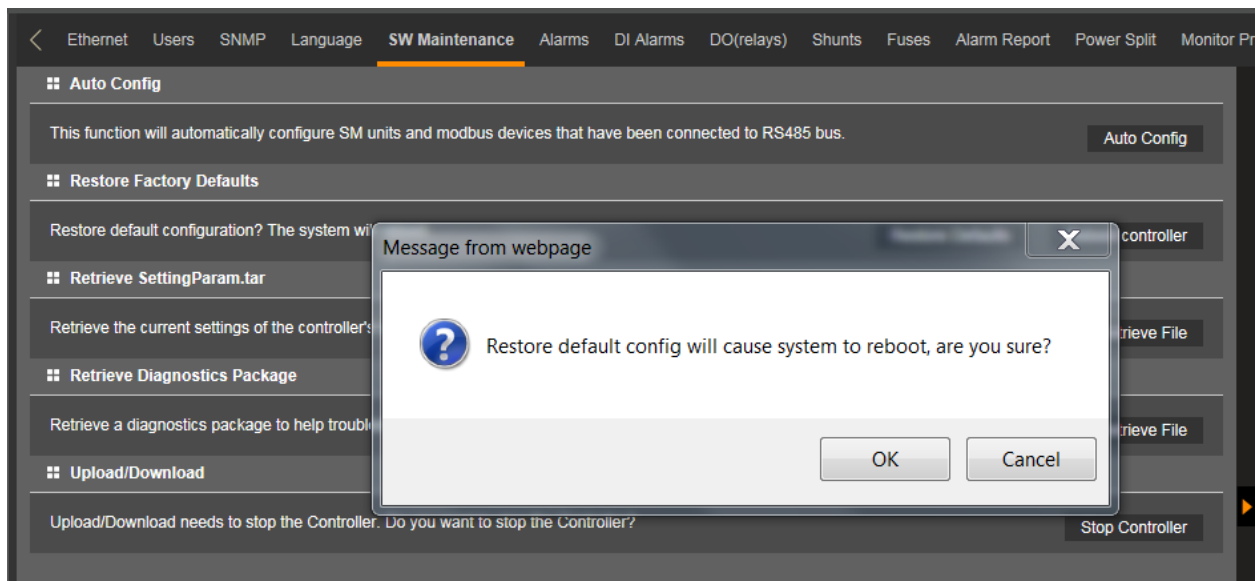 Ethernet Users SNMP Language SW Maintenance Alarms DI Alarms DO(relays) Shunts Fuses Alarm Report Power Split Monitor Pr
Auto Config
This function will automatically configure SM units and modbus devices that have been connected to RS485 bus.
Auto Config
Restore Factory Defaults
Restore default configuration? The system wi
controller
Message from webpage
Restore default config will cause system to reboot, are you sure?
OK Cancel
Retrieve SettingParam.tar
Retrieve the current settings of the controller's
trieve File
Retrieve Diagnostics Package
Retrieve a diagnostics package to help troubl
trieve File
Upload/Download
Upload/Download needs to stop the Controller. Do you want to stop the Controller?
Stop Controller